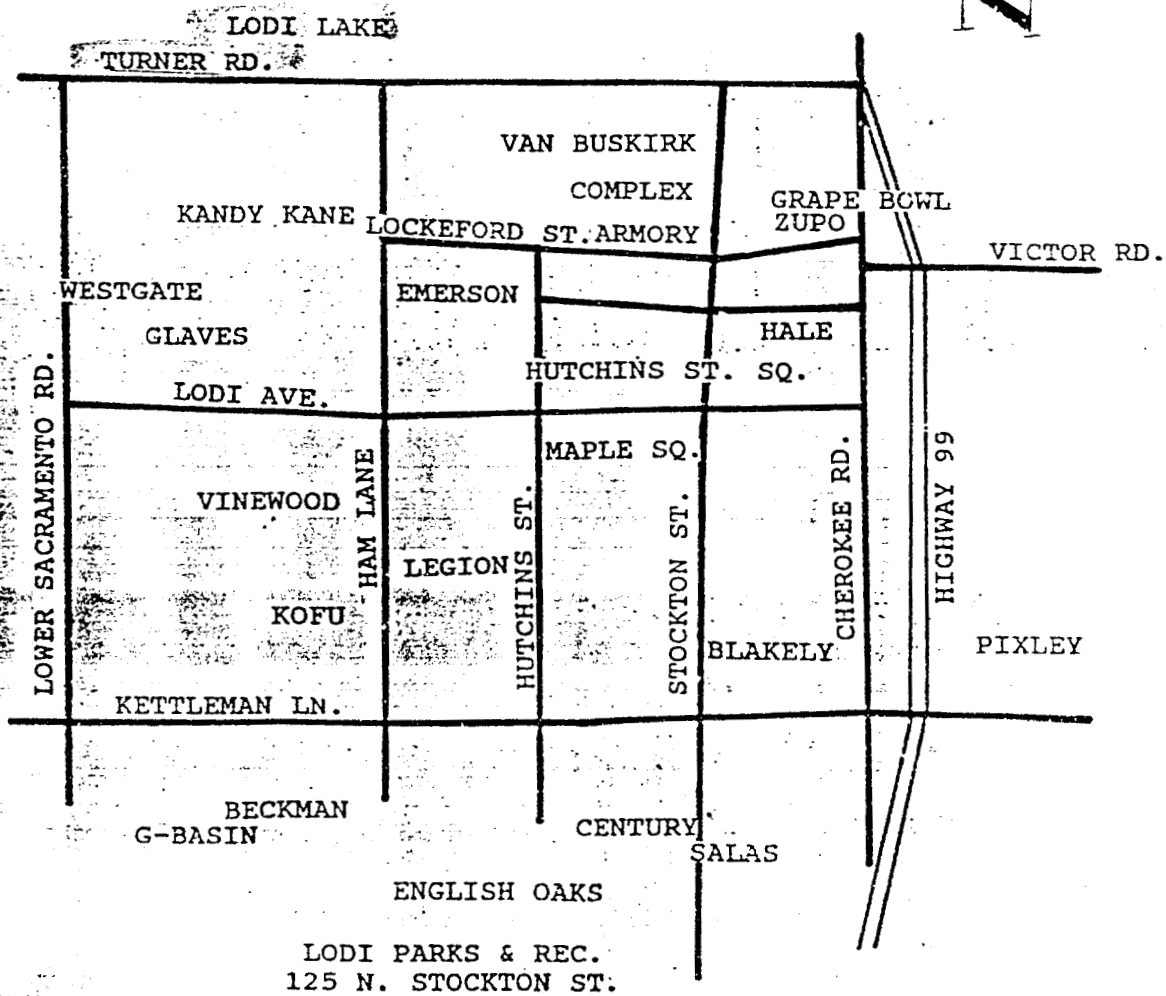 LODI LAKE
TURNER RD.
VAN BUSKIRK
COMPLEX
GRAPE BOWL
ZUPO
KANDY KANE
LOCKEFORD ST.
ARMORY
VICTOR RD.
WESTGATE
EMERSON
GLAVES
HALE
HUTCHINS ST. SQ.
LODI AVE.
LOWER SACRAMENTO RD.
MAPLE SQ.
VINEWOOD
HAM LANE
LEGION
HUTCHINS ST.
STOCKTON ST.
CHEROKEE RD.
HIGHWAY 99
KOFU
BLAKELY
PIXLEY
KETTLEMAN LN.
BECKMAN
G-BASIN
CENTURY
SALAS
ENGLISH OAKS
LODI PARKS & REC.
125 N. STOCKTON ST.